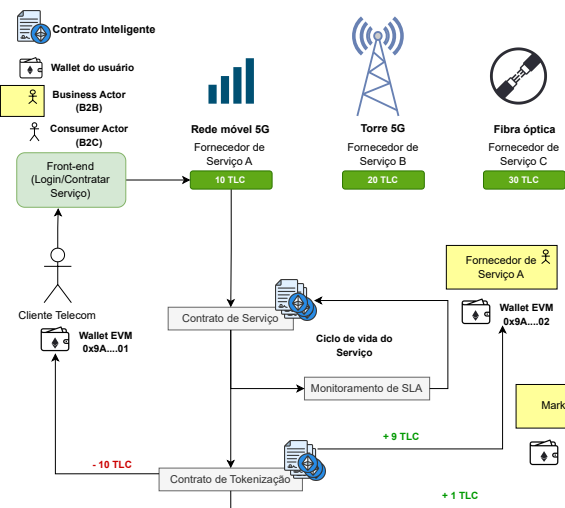 Contrato Inteligente
Wallet do usuário
Business Actor
(B2B)
Consumer Actor
(B2C)
Rede móvel 5G
Fornecedor de
Serviço A
10 TLC
Torre 5G
Fornecedor de
Serviço B
20 TLC
Fibra óptica
Fornecedor de
Serviço C
30 TLC
Front-end
(Login/Contratar
Serviço)
Cliente Telecom
Wallet EVM
0x9A....01
Contrato de Serviço
Ciclo de vida do
Serviço
Monitoramento de SLA
Fornecedor de
Serviço A
Wallet EVM
0x9A....02
Mark
+ 9 TLC
- 10 TLC
Contrato de Tokenização
+ 1 TLC